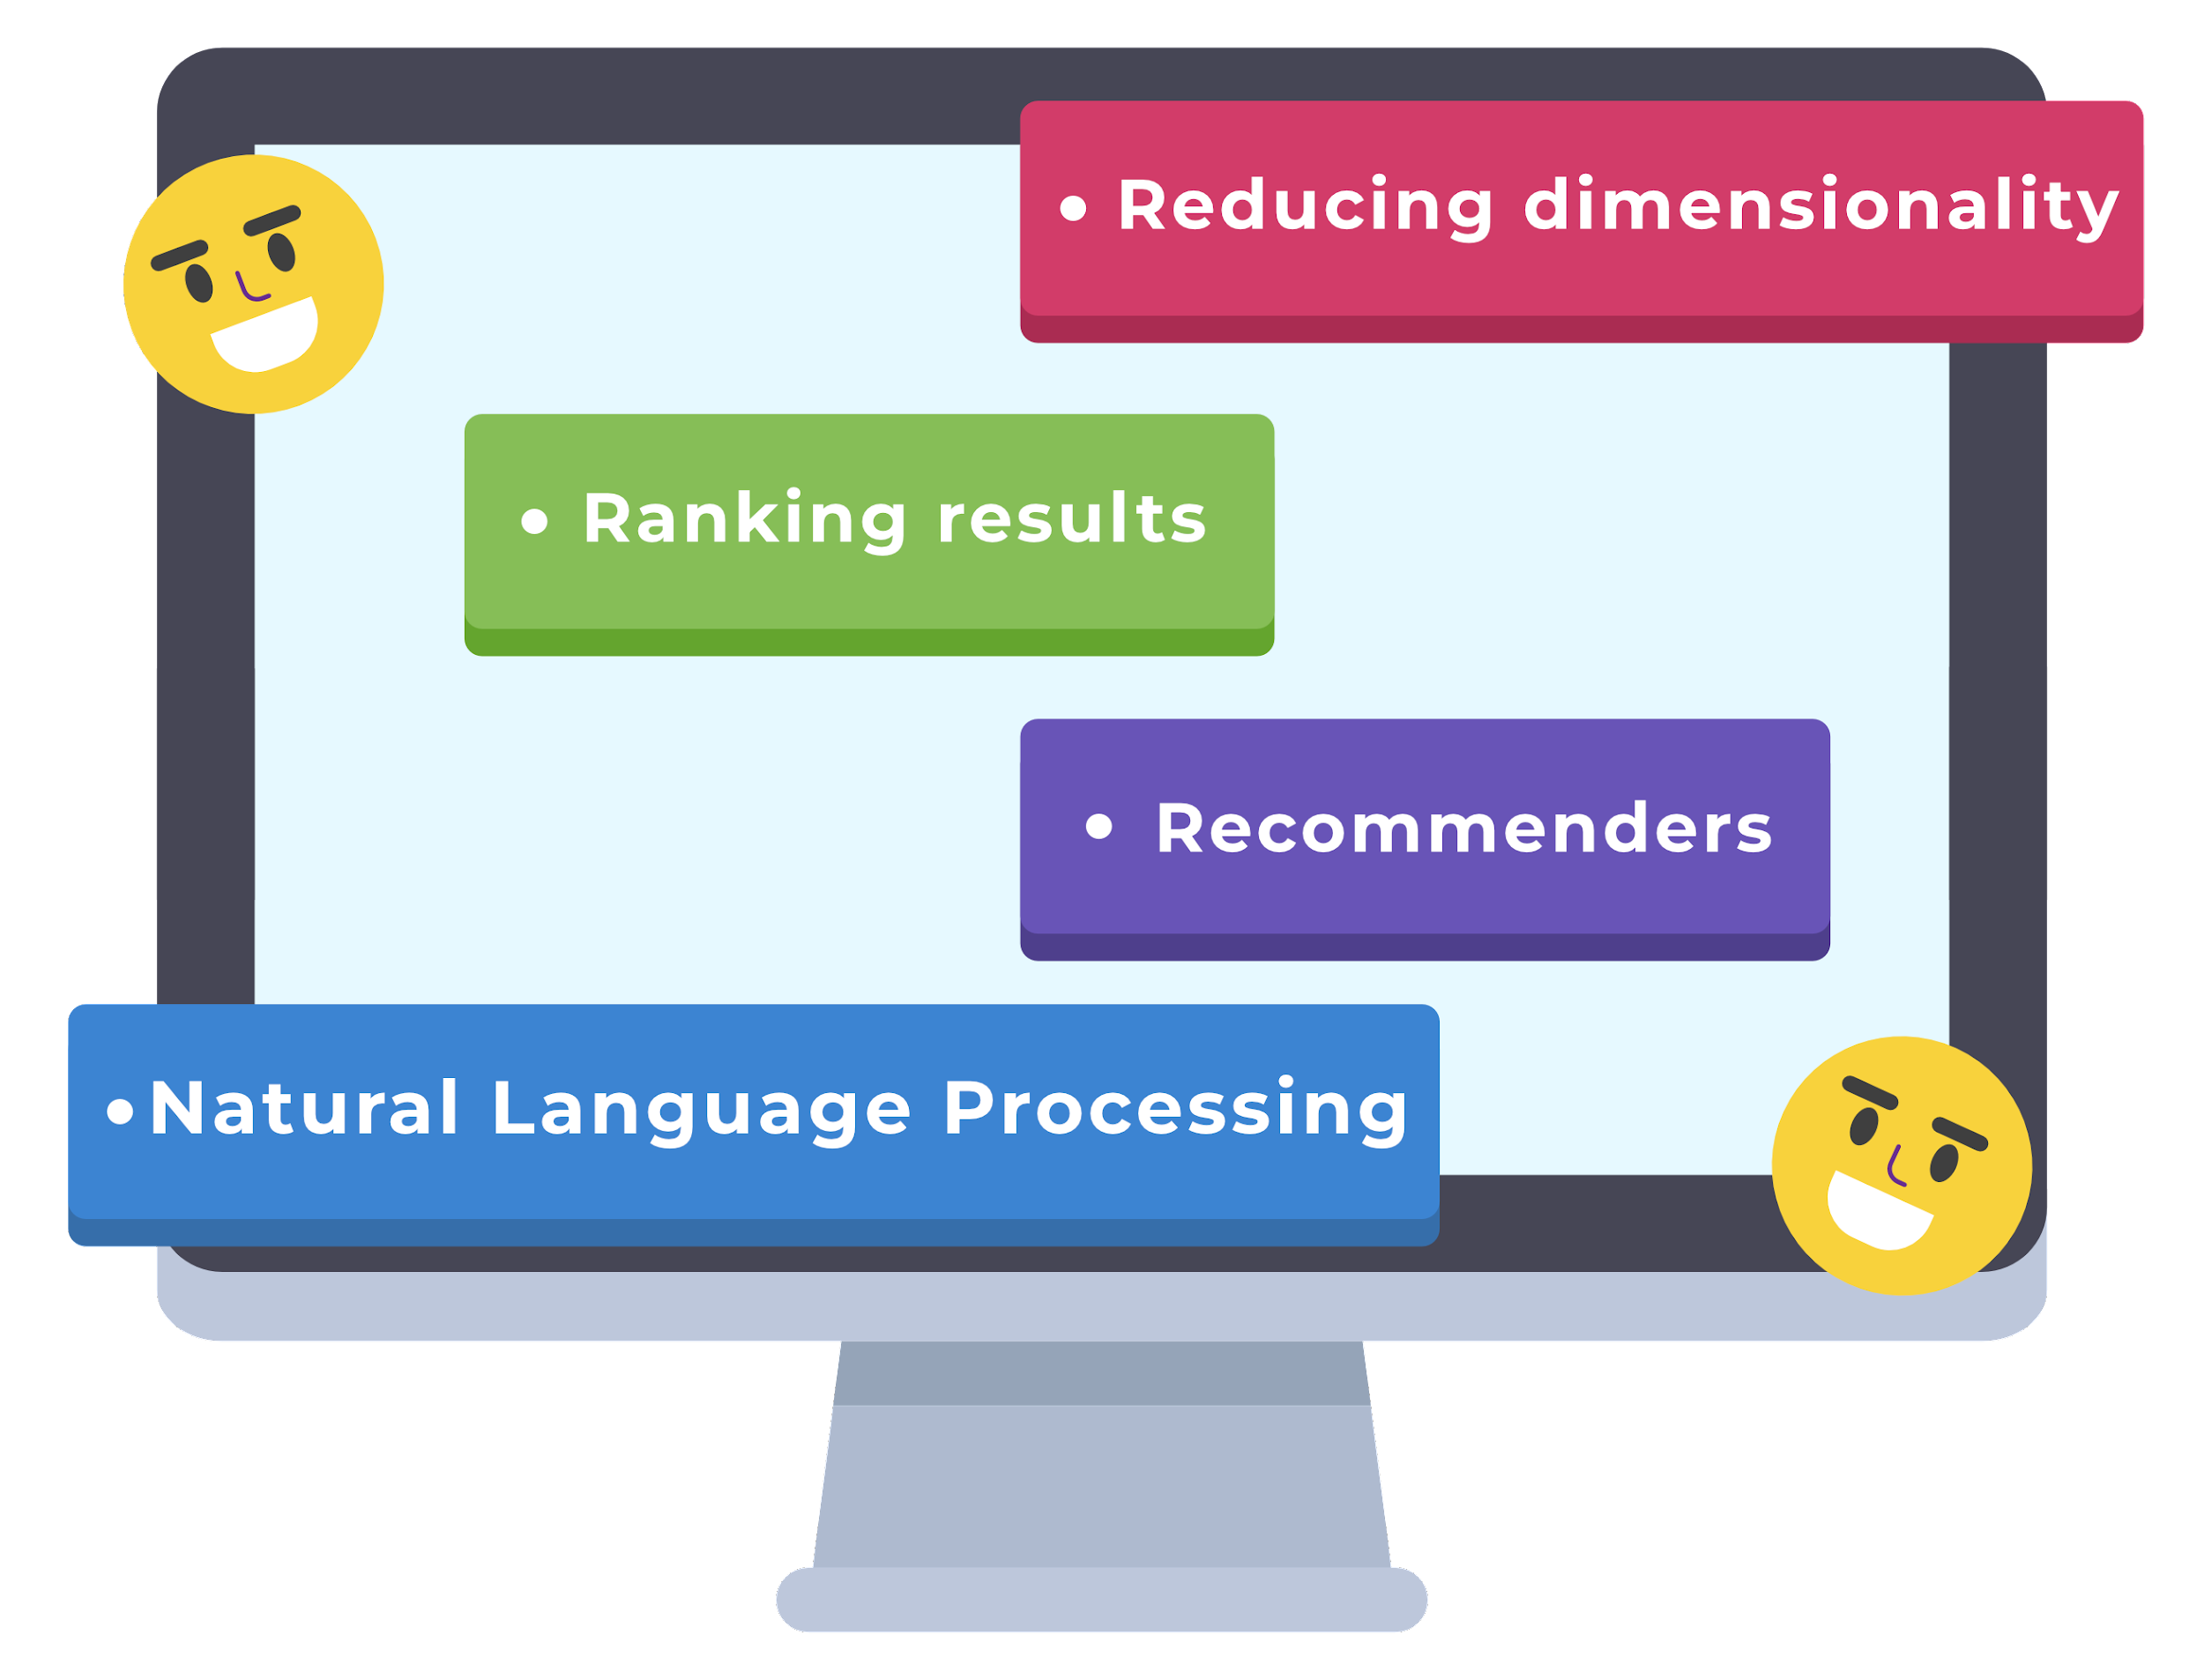 • Reducing dimensionality
• Ranking results
• Recommenders
• Natural Language Processing